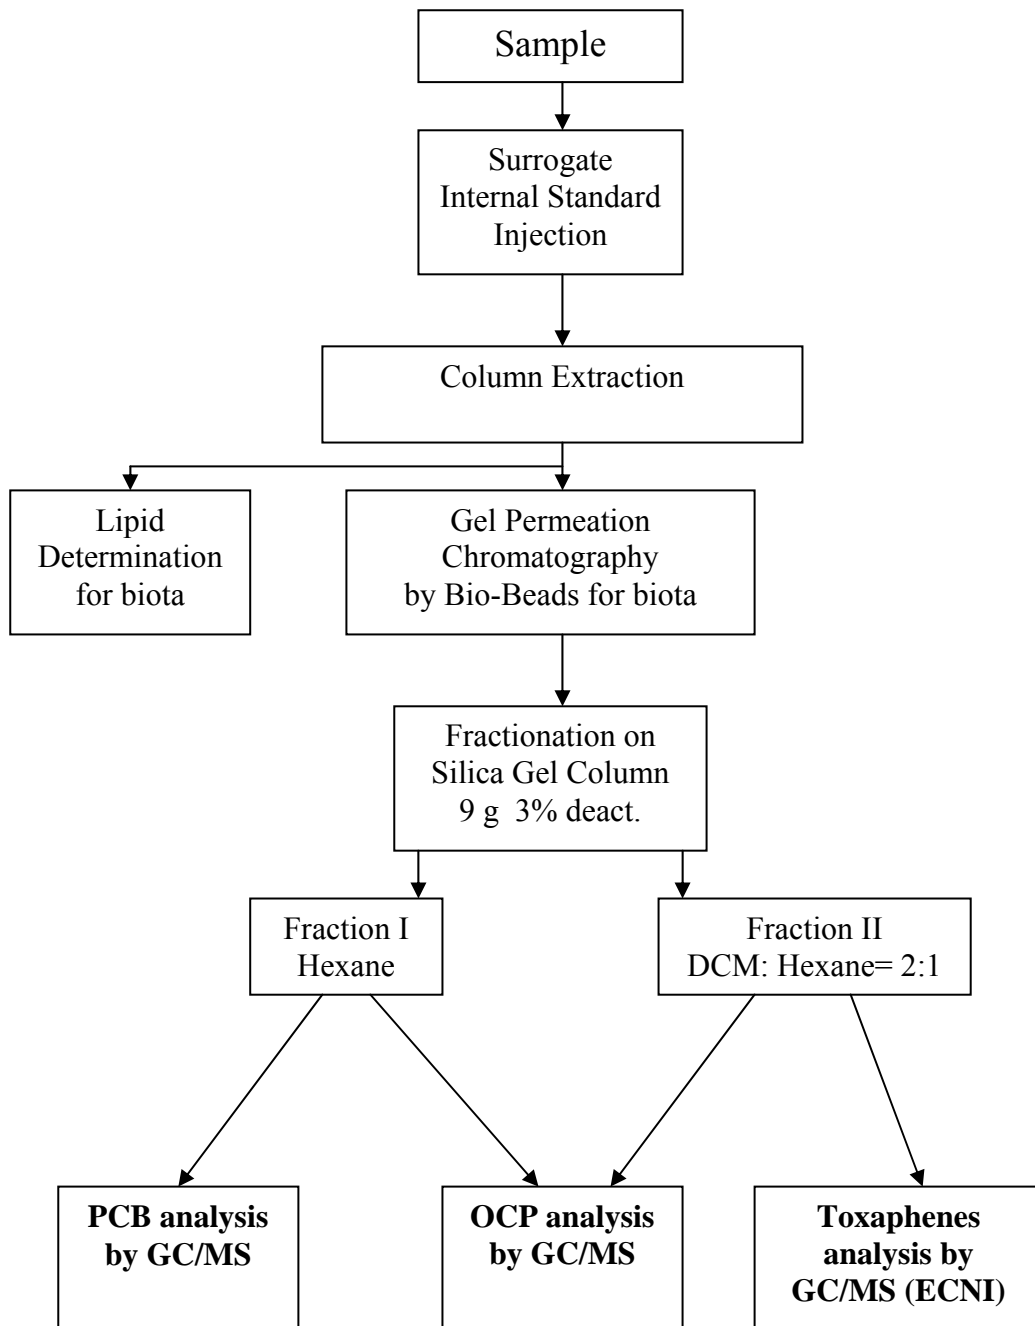 Sample
Surrogate
Internal Standard
Injection
Column Extraction
Lipid
Determination
for biota
Gel Permeation
Chromatography
by Bio-Beads for biota
Fractionation on
Silica Gel Column
9 g  3% deact.
Fraction I
Hexane
Fraction II
DCM: Hexane= 2:1
PCB analysis
by GC/MS
OCP analysis
by GC/MS
Toxaphenes
analysis by
GC/MS (ECNI)